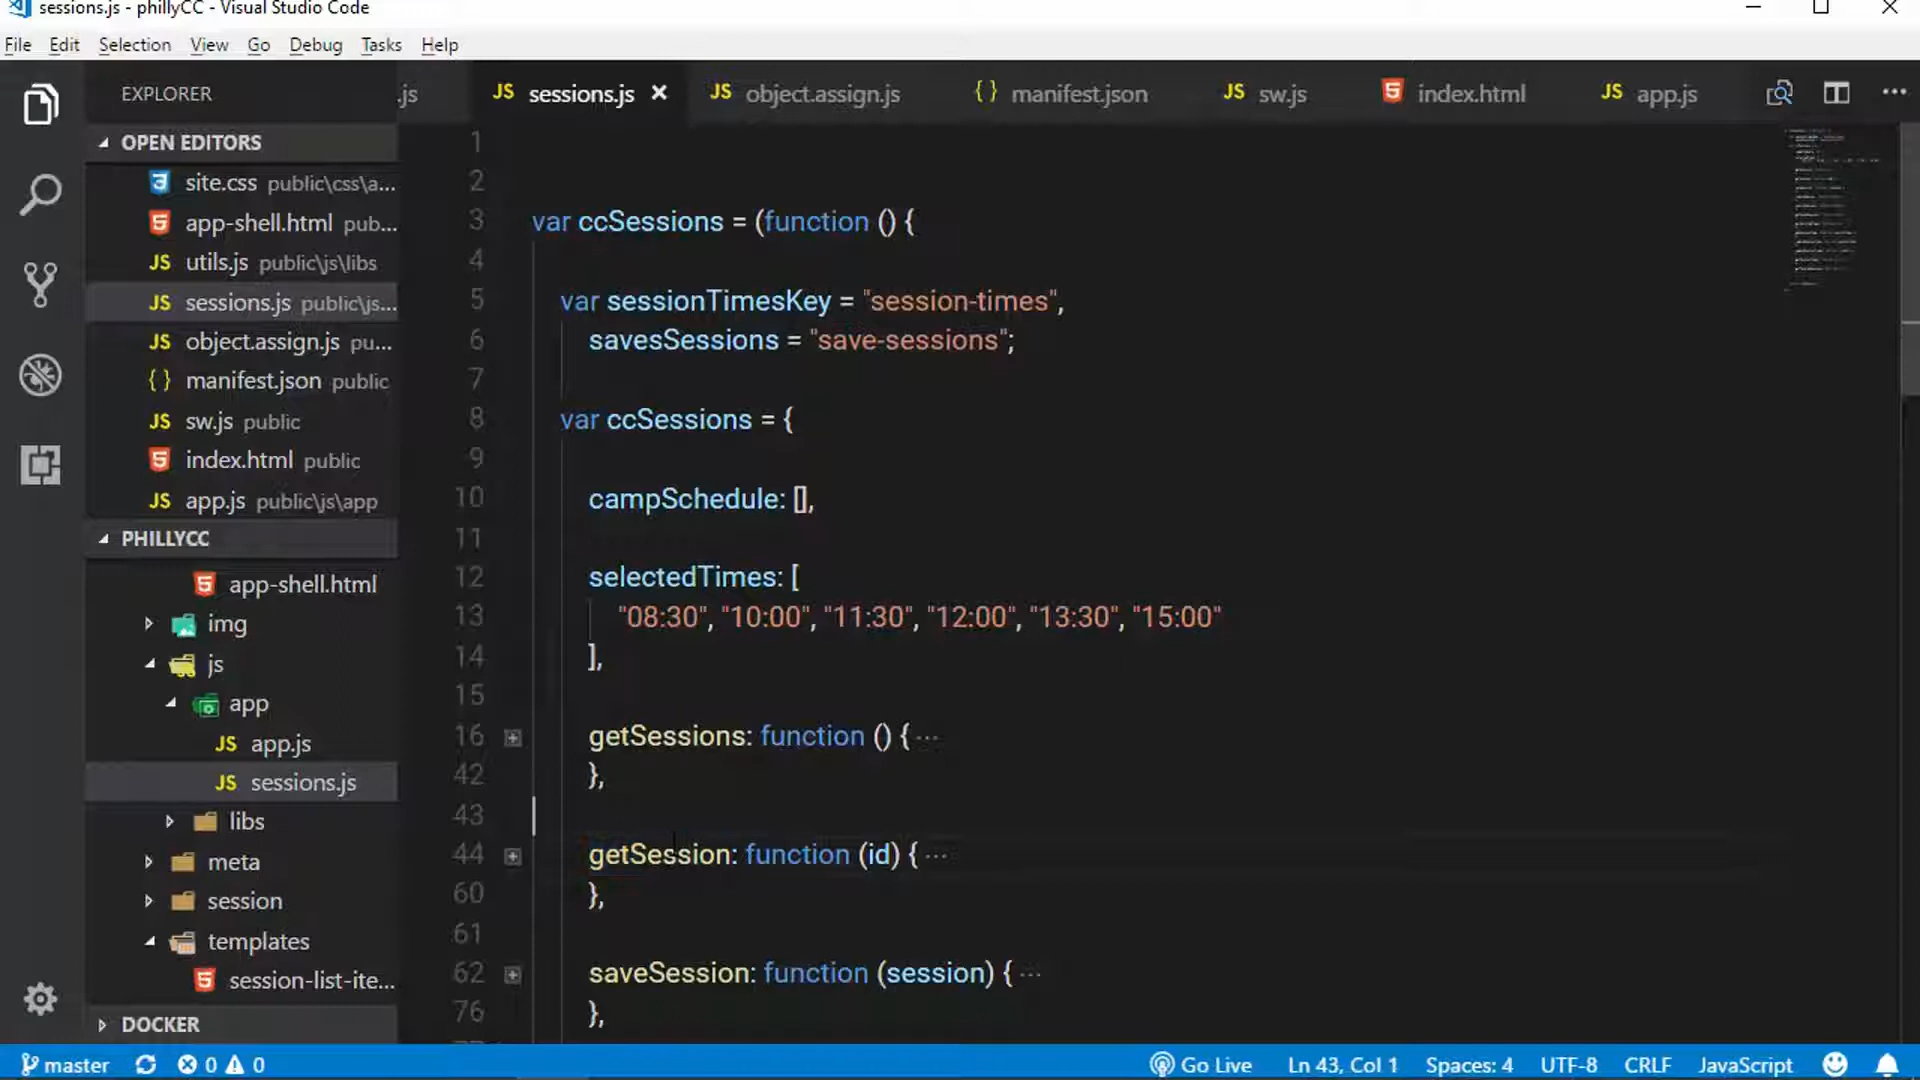 sessions.js - phillyCC - Visual Studio Code
File Edit Selection View Go Debug Tasks Help
EXPLORER
.js
JS sessions.js
JS object.assign.js
{ } manifest.json
JS sw.js
index.html
JS app.js
OPEN EDITORS
site.css public\css\a...
app-shell.html pub...
JS utils.js public\js\libs
JS sessions.js public\js...
JS object.assign.js pu...
{ } manifest.json public
JS sw.js public
index.html public
JS app.js public\js\app
PHILLYCC
app-shell.html
img
js
app
JS app.js
JS sessions.js
libs
meta
session
templates
session-list-ite...
DOCKER
1
2
3 var ccSessions = (function () {
4
5 var sessionTimesKey = "session-times",
6 savesSessions = "save-sessions";
7
8 var ccSessions = {
9
10 campSchedule: [],
11
12 selectedTimes: [
13 "08:30", "10:00", "11:30", "12:00", "13:30", "15:00"
14 ],
15
16 getSessions: function () { ...
42 },
43
44 getSession: function (id) { ...
60 },
61
62 saveSession: function (session) { ...
76 },
master 0 0 Go Live Ln 43, Col 1 Spaces: 4 UTF-8 CRLF JavaScript